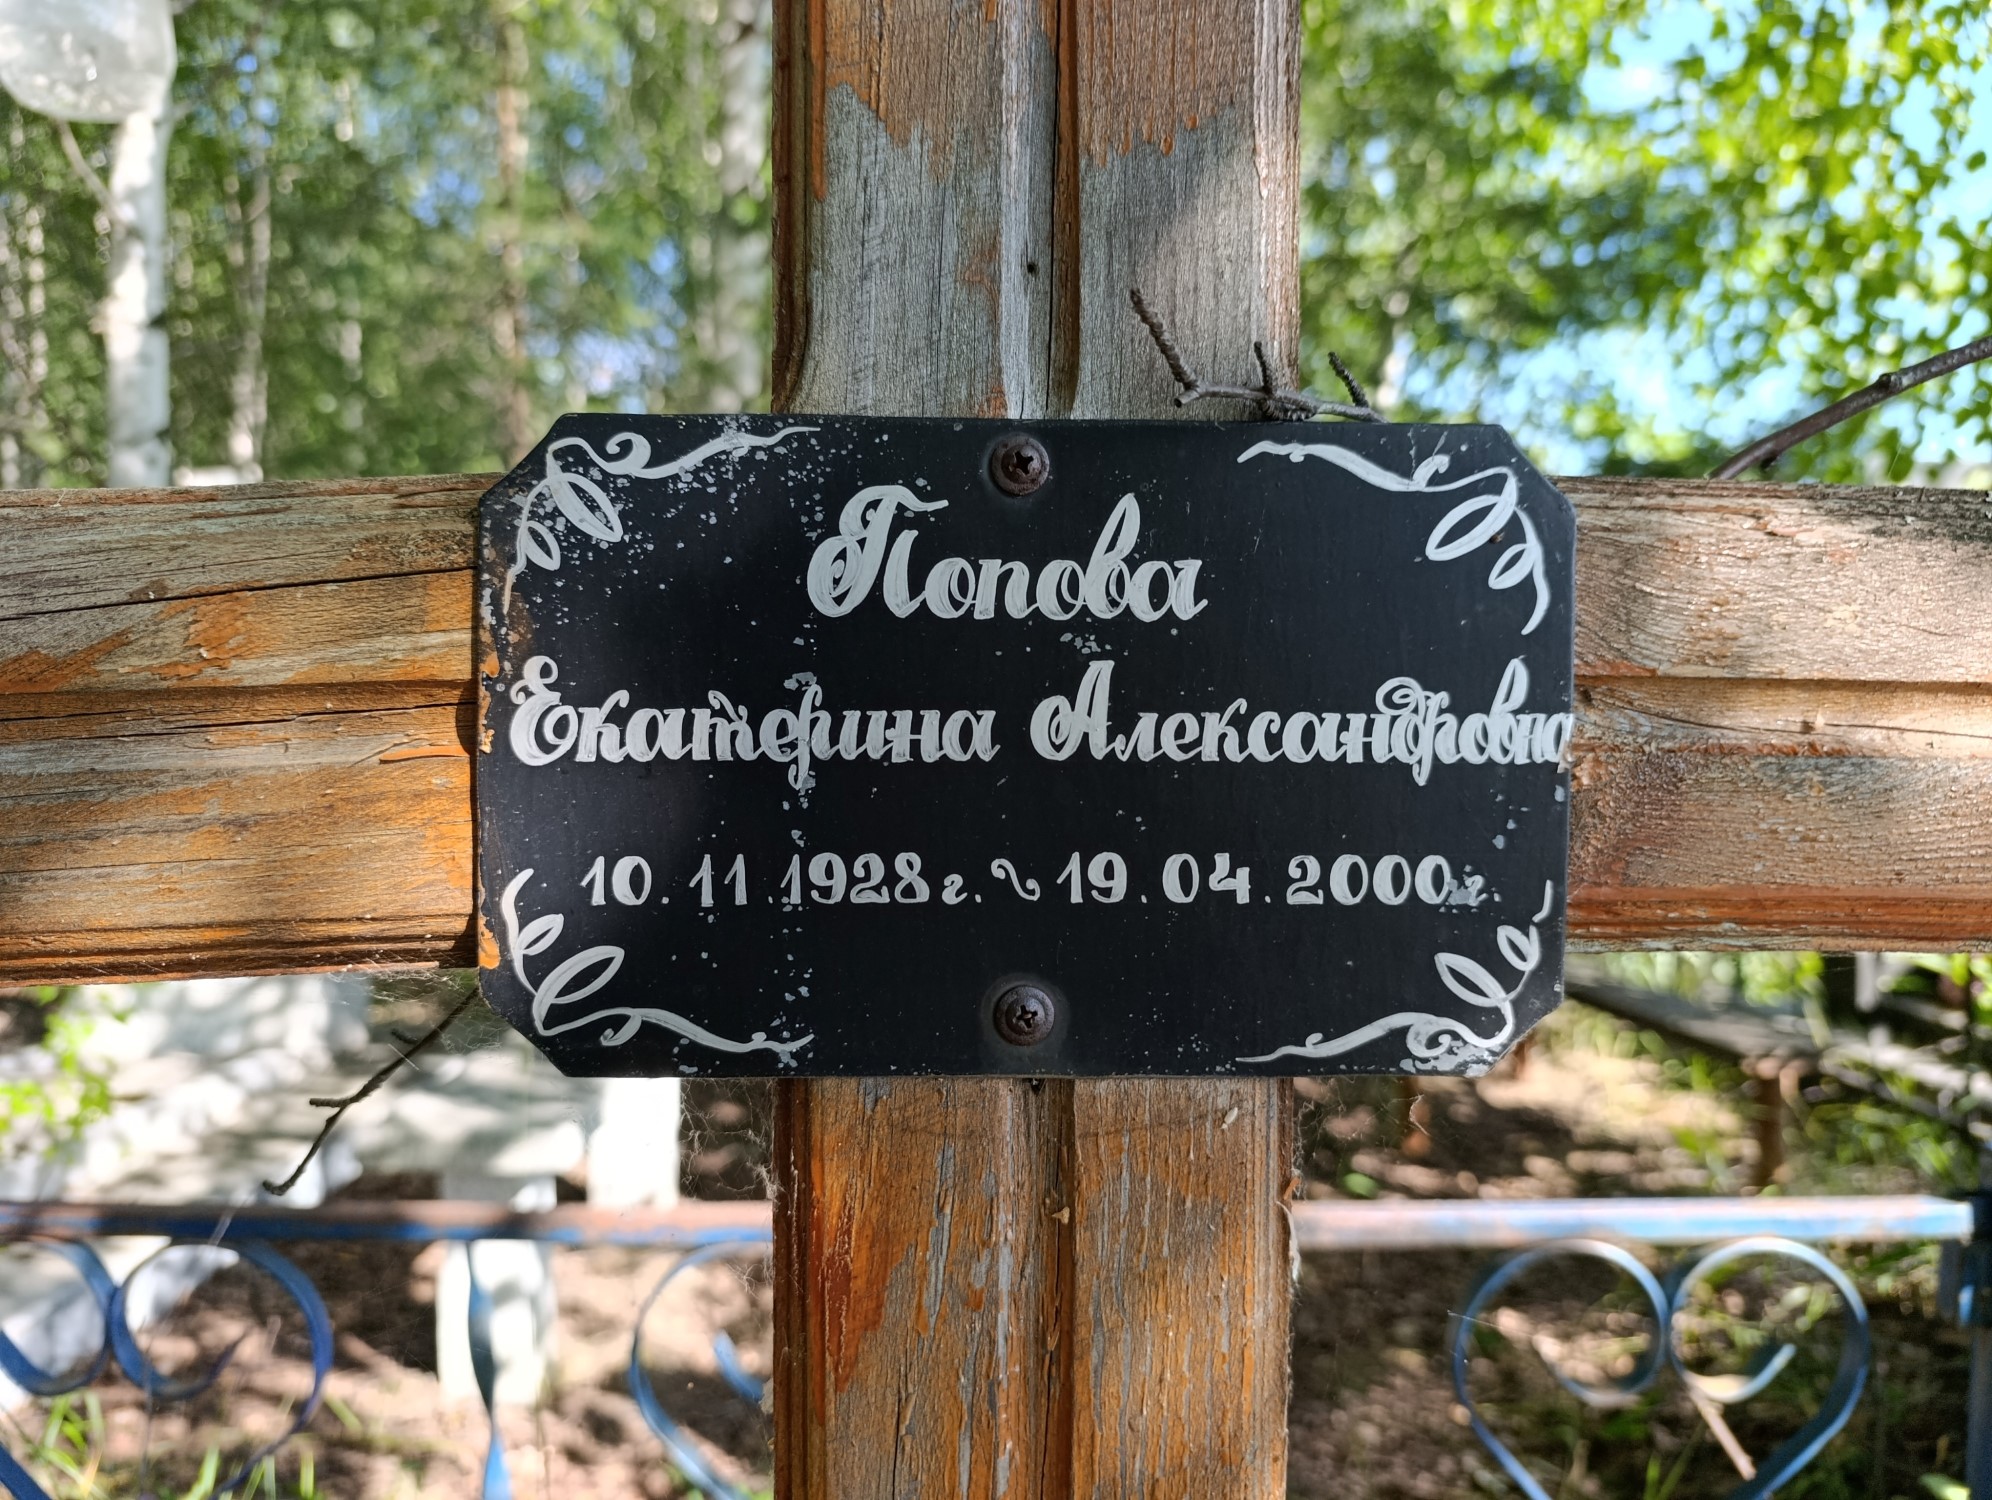 Попова
Екатерина Александровна
10.11.1928г. ~ 19.04.2000г.